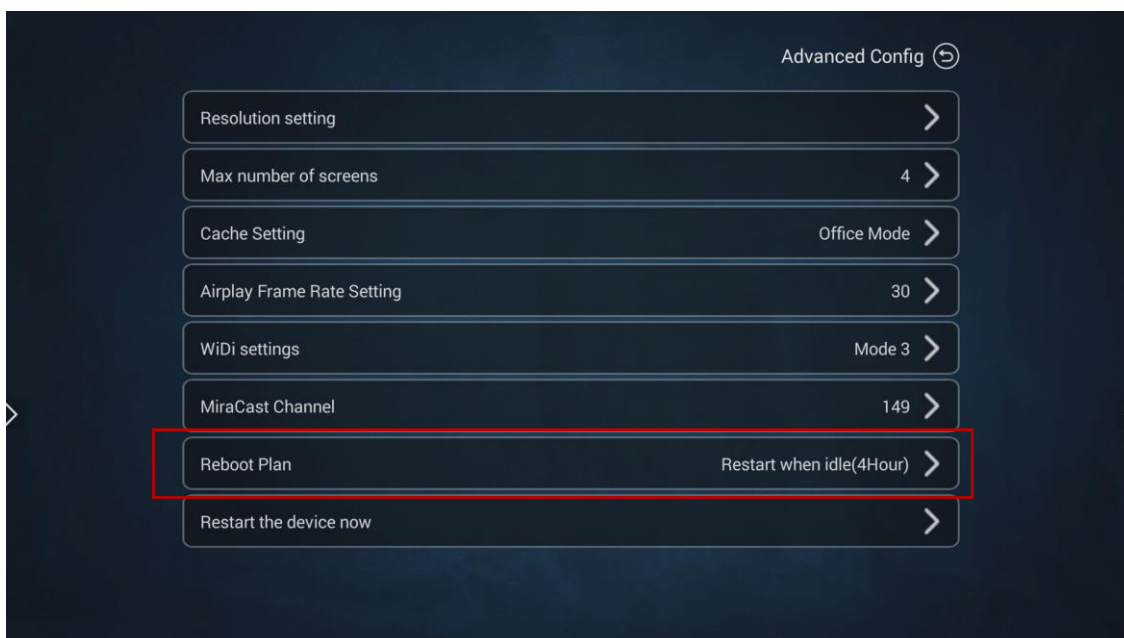 Advanced Config
Resolution setting
Max number of screens 4
Cache Setting Office Mode
Airplay Frame Rate Setting 30
WiDi settings Mode 3
MiraCast Channel 149
Reboot Plan Restart when idle(4Hour)
Restart the device now